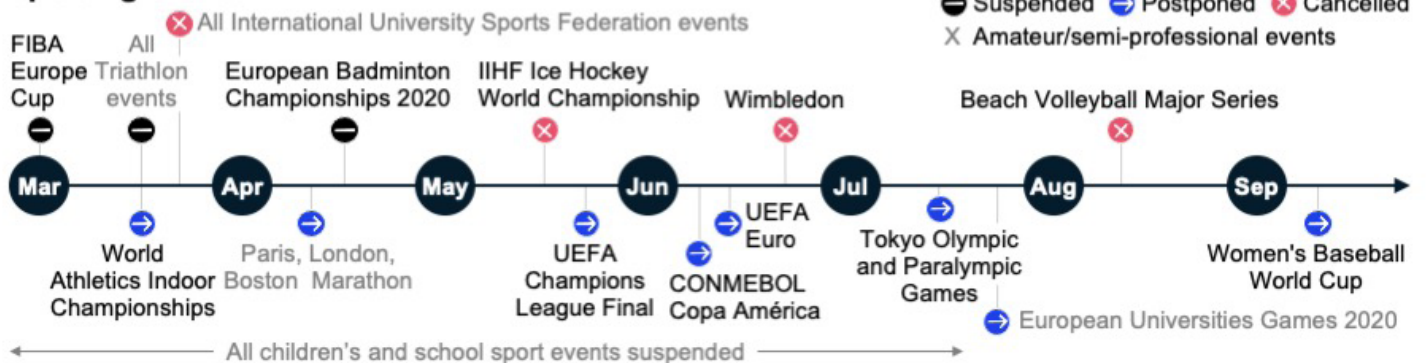 Suspended Postponed Cancelled
X Amateur/semi-professional events
All International University Sports Federation events
FIBA
Europe
Cup
All
Triathlon
events
European Badminton
Championships 2020
IIHF Ice Hockey
World Championship
Wimbledon
Beach Volleyball Major Series
Mar Apr May Jun Jul Aug Sep
World
Athletics Indoor
Championships
Paris, London,
Boston Marathon
UEFA
Champions
League Final
CONMEBOL
Copa América
UEFA
Euro
Tokyo Olympic
and Paralympic
Games
European Universities Games 2020
Women's Baseball
World Cup
All children's and school sport events suspended